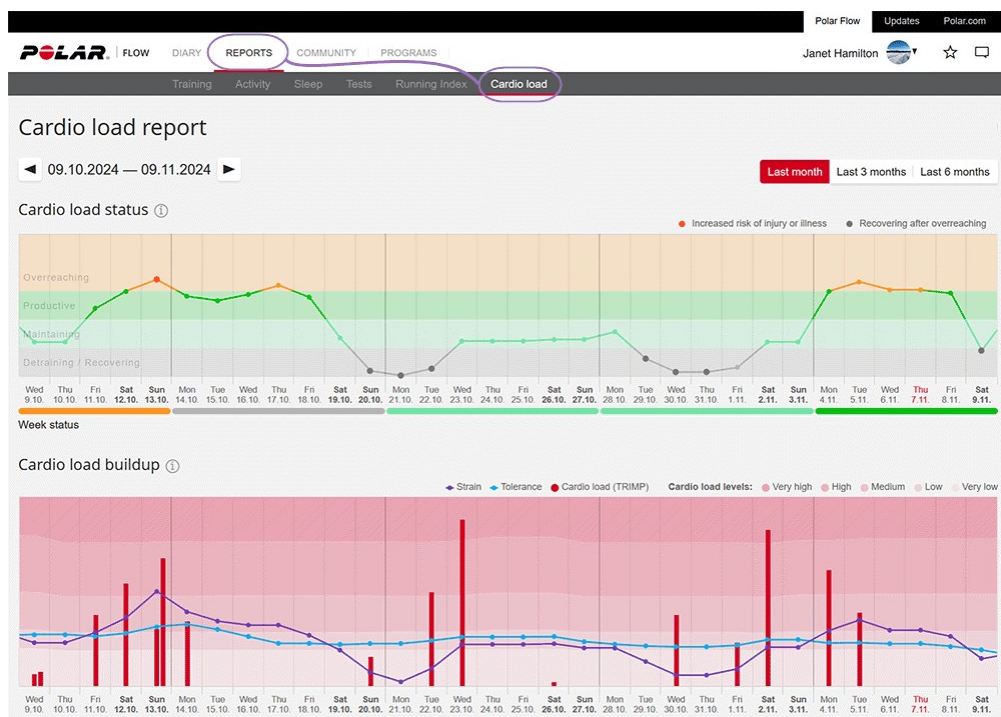 Polar Flow Updates Polar.com
POLAR. FLOW DIARY REPORTS COMMUNITY PROGRAMS Janet Hamilton
Training Activity Sleep Tests Running Index Cardio load
Cardio load report
09.10.2024 — 09.11.2024
Last month Last 3 months Last 6 months
Cardio load status
Increased risk of injury or illness Recovering after overreaching
Overreaching
Productive
Maintaining
Detraining / Recovering
Wed Thu Fri Sat Sun Mon Tue Wed Thu Fri Sat Sun Mon Tue Wed Thu Fri Sat Sun Mon Tue Wed Thu Fri Sat Sun Mon Tue Wed Thu Fri Sat
9.10. 10.10. 11.10. 12.10. 13.10. 14.10. 15.10. 16.10. 17.10. 18.10. 19.10. 20.10. 21.10. 22.10. 23.10. 24.10. 25.10. 26.10. 27.10. 28.10. 29.10. 30.10. 31.10. 1.11. 2.11. 3.11. 4.11. 5.11. 6.11. 7.11. 8.11. 9.11.
Week status
Cardio load buildup
Strain Tolerance Cardio load (TRIMP) Cardio load levels: Very high High Medium Low Very low
Wed Thu Fri Sat Sun Mon Tue Wed Thu Fri Sat Sun Mon Tue Wed Thu Fri Sat Sun Mon Tue Wed Thu Fri Sat Sun Mon Tue Wed Thu Fri Sat
9.10. 10.10. 11.10. 12.10. 13.10. 14.10. 15.10. 16.10. 17.10. 18.10. 19.10. 20.10. 21.10. 22.10. 23.10. 24.10. 25.10. 26.10. 27.10. 28.10. 29.10. 30.10. 31.10. 1.11. 2.11. 3.11. 4.11. 5.11. 6.11. 7.11. 8.11. 9.11.